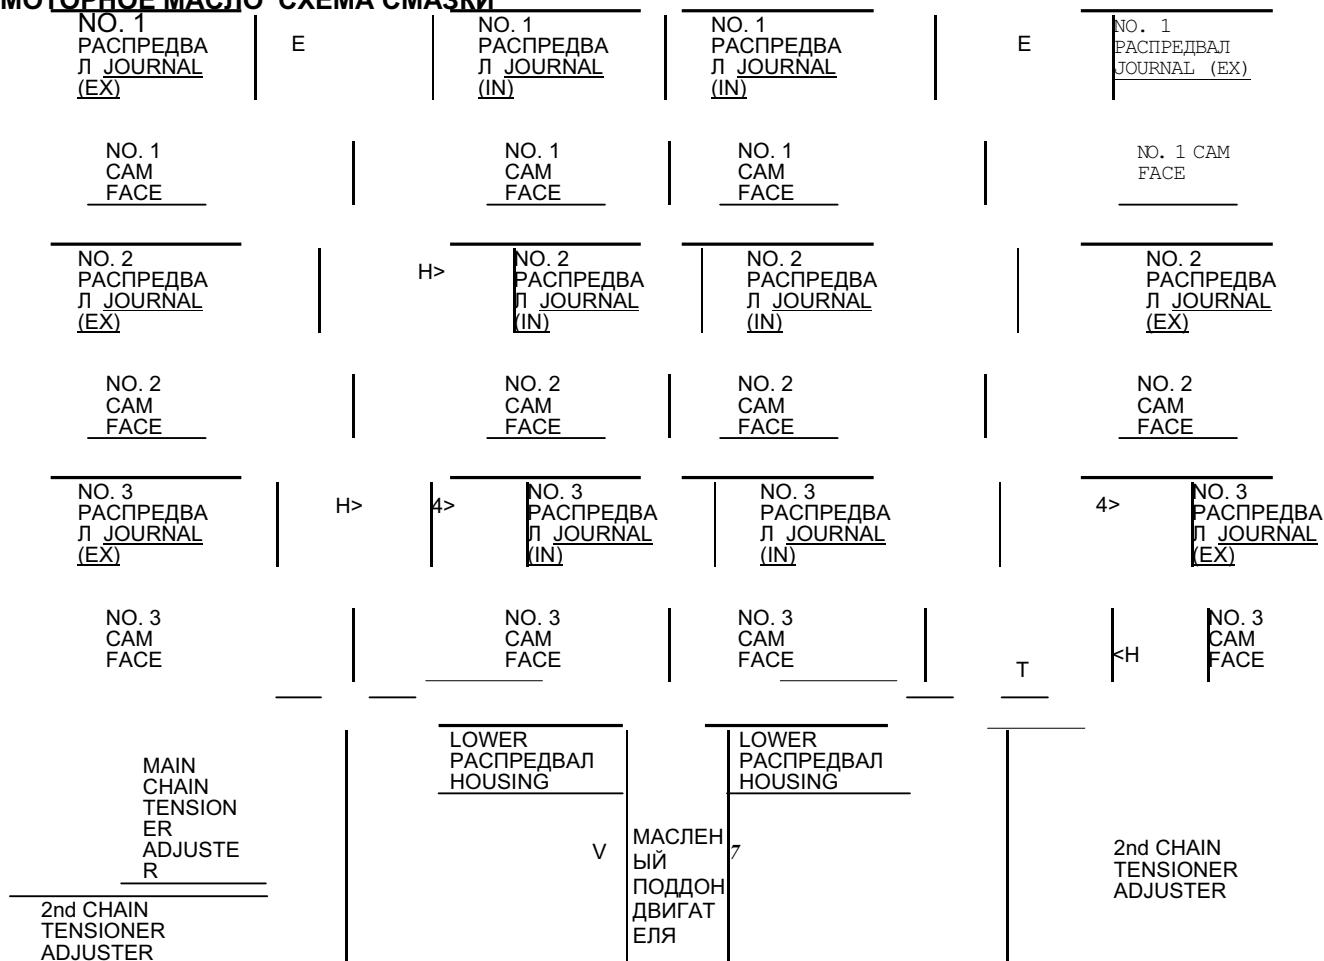 МОТОРНОЕ МАСЛО СХЕМА СМАЗКИ
NO. 1
РАСПРЕДВА
Л JOURNAL
(EX)
E
NO. 1
РАСПРЕДВА
Л JOURNAL
(IN)
NO. 1
РАСПРЕДВА
Л JOURNAL
(IN)
E
NO. 1
РАСПРЕДВАЛ
JOURNAL (EX)
NO. 1
CAM
FACE
NO. 1
CAM
FACE
NO. 1
CAM
FACE
NO. 1 CAM
FACE
NO. 2
РАСПРЕДВА
Л JOURNAL
(EX)
H>
NO. 2
РАСПРЕДВА
Л JOURNAL
(IN)
NO. 2
РАСПРЕДВА
Л JOURNAL
(IN)
NO. 2
РАСПРЕДВА
Л JOURNAL
(EX)
NO. 2
CAM
FACE
NO. 2
CAM
FACE
NO. 2
CAM
FACE
NO. 2
CAM
FACE
NO. 3
РАСПРЕДВА
Л JOURNAL
(EX)
H>
4>
NO. 3
РАСПРЕДВА
Л JOURNAL
(IN)
NO. 3
РАСПРЕДВА
Л JOURNAL
(IN)
4>
NO. 3
РАСПРЕДВА
Л JOURNAL
(EX)
NO. 3
CAM
FACE
NO. 3
CAM
FACE
NO. 3
CAM
FACE
T
<H
NO. 3
CAM
FACE
MAIN
CHAIN
TENSION
ER
ADJUSTE
R
LOWER
РАСПРЕДВАЛ
HOUSING
LOWER
РАСПРЕДВАЛ
HOUSING
V
МАСЛЕН
ЫЙ
ПОДДОН
ДВИГАТ
ЕЛЯ
7
2nd CHAIN
TENSIONER
ADJUSTER
2nd CHAIN
TENSIONER
ADJUSTER